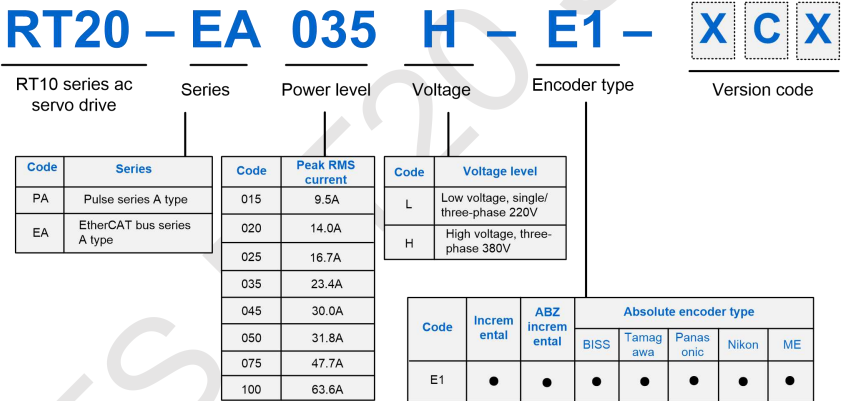 RT20 – EA 035 H – E1 – X C X
RT10 series ac
servo drive
Series
Power level
Voltage
Encoder type
Version code
Code Series
PA Pulse series A type
EA EtherCAT bus series
A type
Code Peak RMS
current
015 9.5A
020 14.0A
025 16.7A
035 23.4A
045 30.0A
050 31.8A
075 47.7A
100 63.6A
Code Voltage level
L Low voltage, single/
three-phase 220V
H High voltage, three-
phase 380V
Code Increm
ental ABZ
increm
ental Absolute encoder type
BISS Tamag
awa Panas
onic Nikon ME
E1 ● ● ● ● ● ● ●